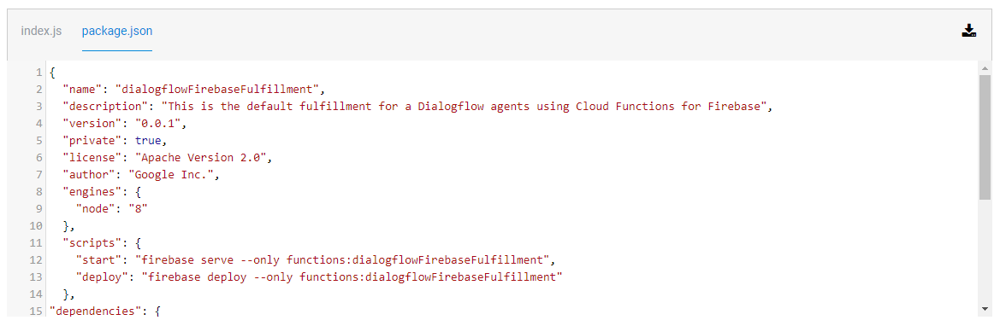 index.js package.json
1 {
2 "name": "dialogflowFirebaseFulfillment",
3 "description": "This is the default fulfillment for a Dialogflow agents using Cloud Functions for Firebase",
4 "version": "0.0.1",
5 "private": true,
6 "license": "Apache Version 2.0",
7 "author": "Google Inc.",
8 "engines": {
9 "node": "8"
10 },
11 "scripts": {
12 "start": "firebase serve --only functions:dialogflowFirebaseFulfillment",
13 "deploy": "firebase deploy --only functions:dialogflowFirebaseFulfillment"
14 },
15 "dependencies": {